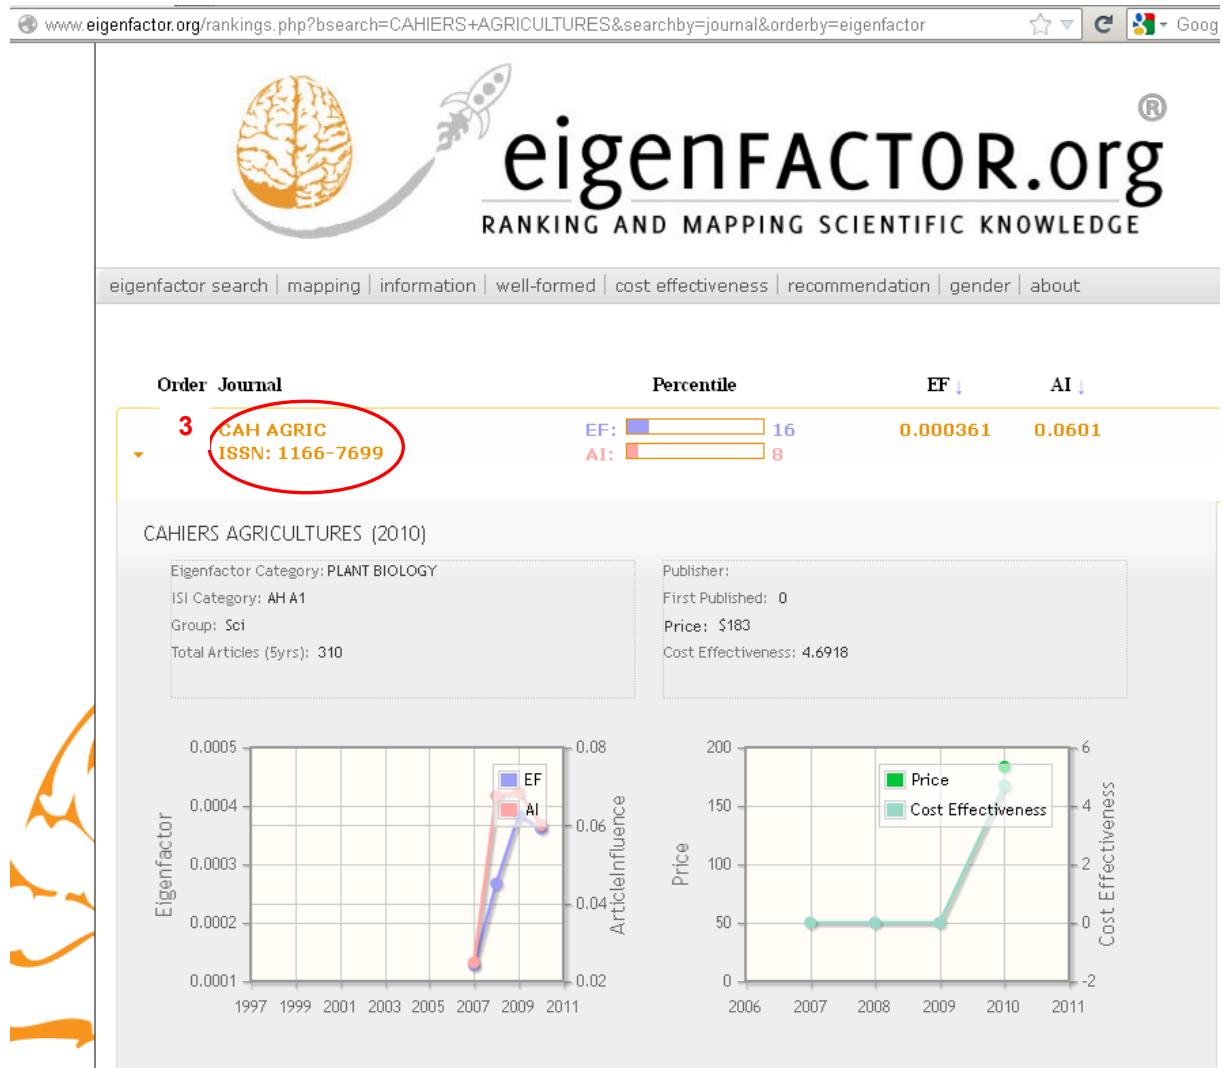 www.eigenfactor.org/rankings.php?bsearch=CAHIERS+AGRICULTURES&searchby=journal&orderby=eigenfactor
Goog
®
eigenFACTOR.org
RANKING AND MAPPING SCIENTIFIC KNOWLEDGE
eigenfactor search | mapping | information | well-formed | cost effectiveness | recommendation | gender | about
Order Journal Percentile EF ↓ AI ↓
3 CAH AGRIC EF: 16 0.000361 0.0601
ISSN: 1166-7699 AI: 8
CAHIERS AGRICULTURES (2010)
Eigenfactor Category: PLANT BIOLOGY
ISI Category: AH A1
Group: Sci
Total Articles (5yrs): 310
Publisher:
First Published: 0
Price: $183
Cost Effectiveness: 4.6918
Eigenfactor
0.0005
0.0004
0.0003
0.0002
0.0001
EF
AI
0.08
0.06
0.04
0.02
ArticleInfluence
1997 1999 2001 2003 2005 2007 2009 2011
Price
200
150
100
50
0
Price
Cost Effectiveness
6
4
2
0
-2
Cost Effectiveness
2006 2007 2008 2009 2010 2011